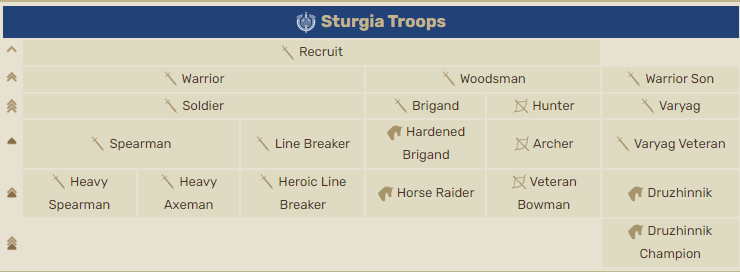 Sturgia Troops
Recruit
Warrior Woodsman Warrior Son
Soldier Brigand Hunter Varyag
Spearman Line Breaker Hardened Brigand Archer Varyag Veteran
Heavy Spearman Heavy Axeman Heroic Line Breaker Horse Raider Veteran Bowman Druzhinnik
Druzhinnik Champion